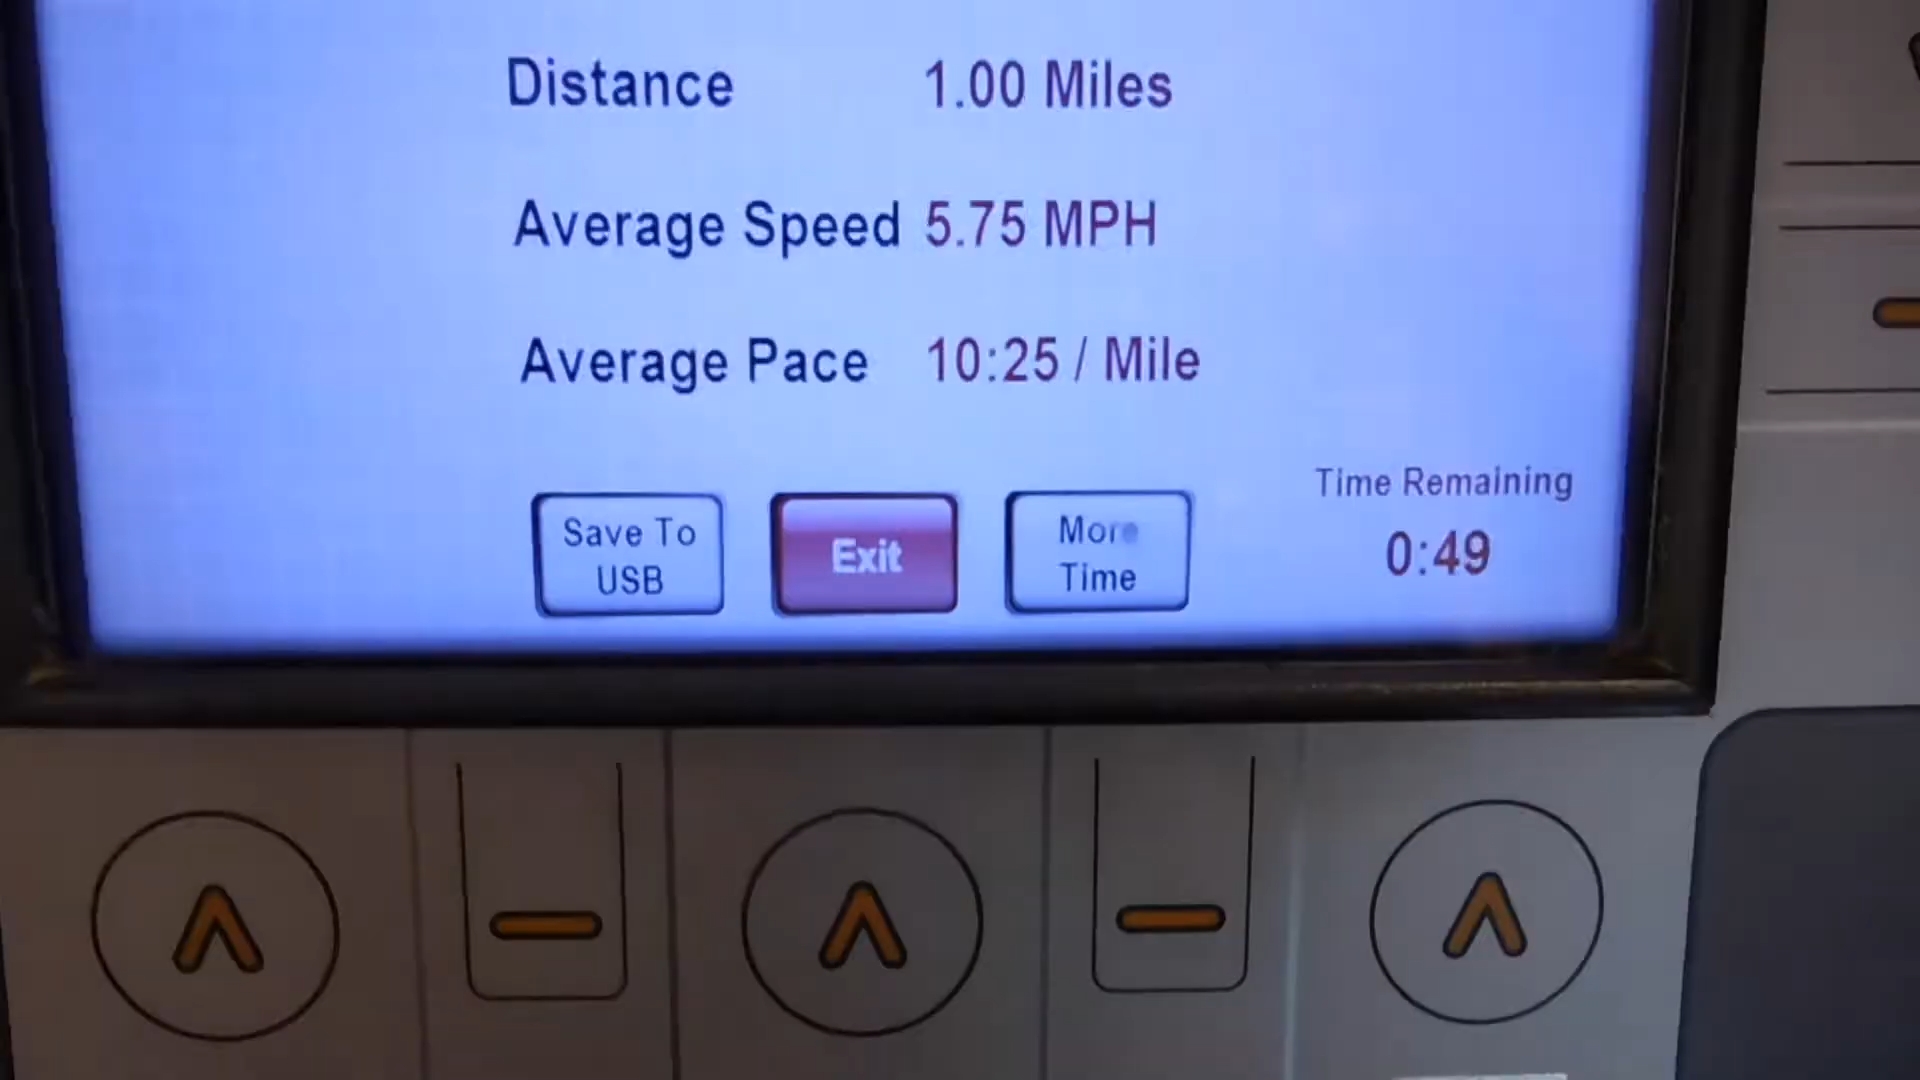 Distance 1.00 Miles
Average Speed 5.75 MPH
Average Pace 10:25 / Mile
Time Remaining
0:49
Save To
USB
Exit
More
Time